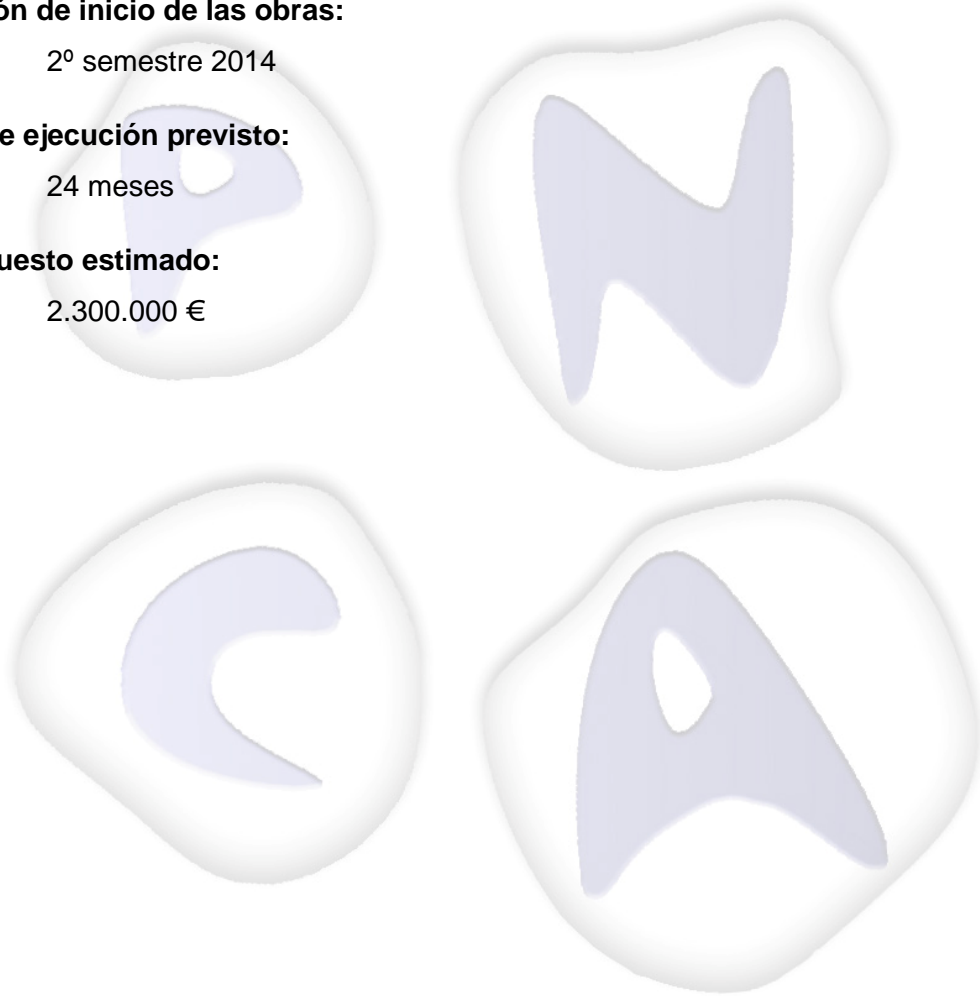 ón de inicio de las obras:
2º semestre 2014
e ejecución previsto:
24 meses
uesto estimado:
2.300.000 €
P N
C A